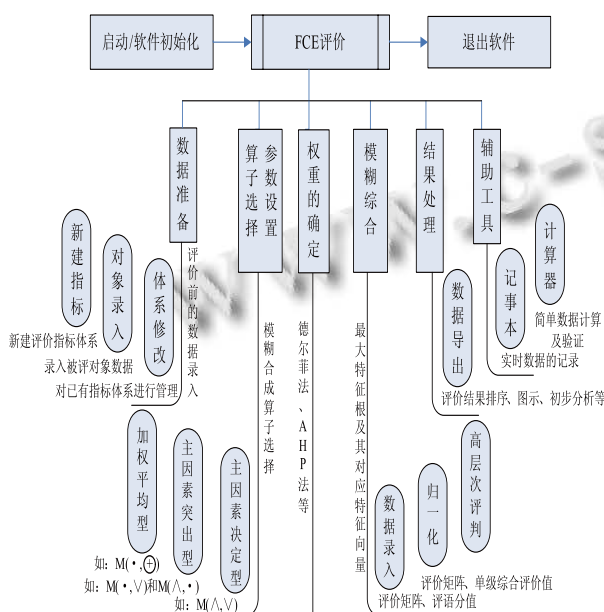 启动/软件初始化
FCE评价
退出软件
数据准备
参数设置
算子选择
权重的确定
模糊综合
结果处理
辅助工具
新建指标
对象录入
体系修改
评价前的数据录入
新建评价指标体系
录入被评对象数据
对已有指标体系进行管理
模糊合成算子选择
德尔菲法、AHP法等
最大特征根及其对应特征向量
数据导出
记事本
计算器
简单数据计算
及验证
实时数据的记录
评价结果排序、图示、初步分析等
加权平均型
主因素突出型
主因素决定型
如：M(•,⊕)
如：M(•,∨)和M(∧,•)
如：M(∧,∨)
数据录入
归一化
高层次评判
评价矩阵、单级综合评价值
评价矩阵、评语分值